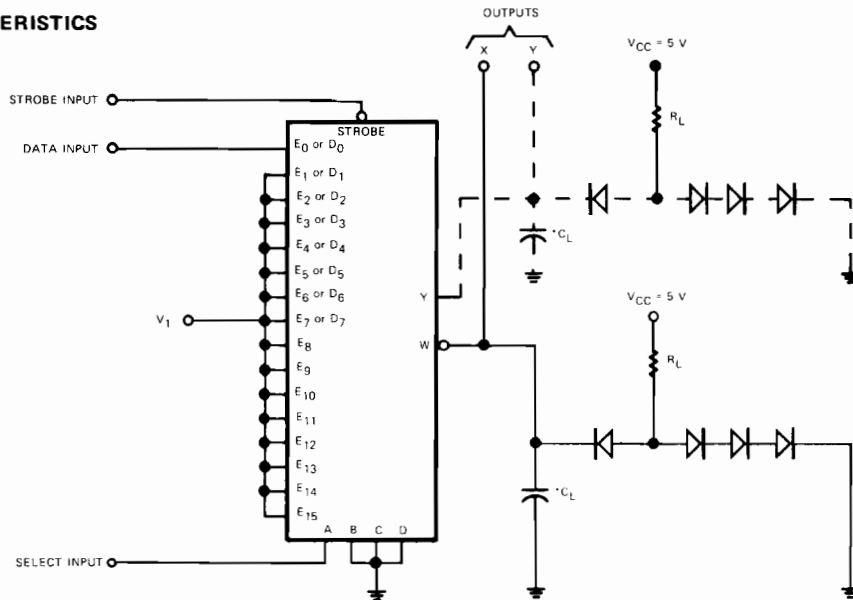 ERISTICS
OUTPUTS
X Y
VCC = 5 V
RL
STROBE INPUT
STROBE
DATA INPUT
E0 or D0
E1 or D1
E2 or D2
E3 or D3
E4 or D4
E5 or D5
E6 or D6
E7 or D7
E8
E9
E10
E11
E12
E13
E14
E15
V1
Y
W
*CL
VCC = 5 V
RL
*CL
A B C D
SELECT INPUT